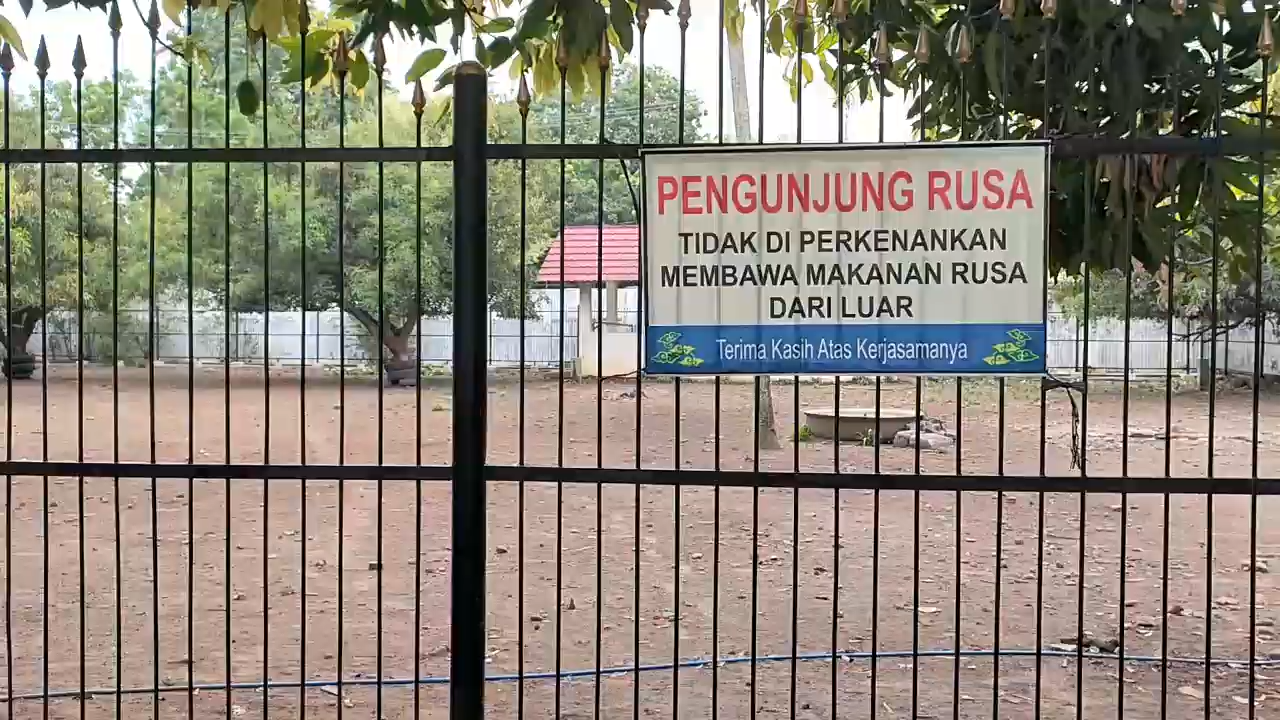 PENGUNJUNG RUSA
TIDAK DI PERKENANKAN
MEMBAWA MAKANAN RUSA
DARI LUAR
Terima Kasih Atas Kerjasamanya